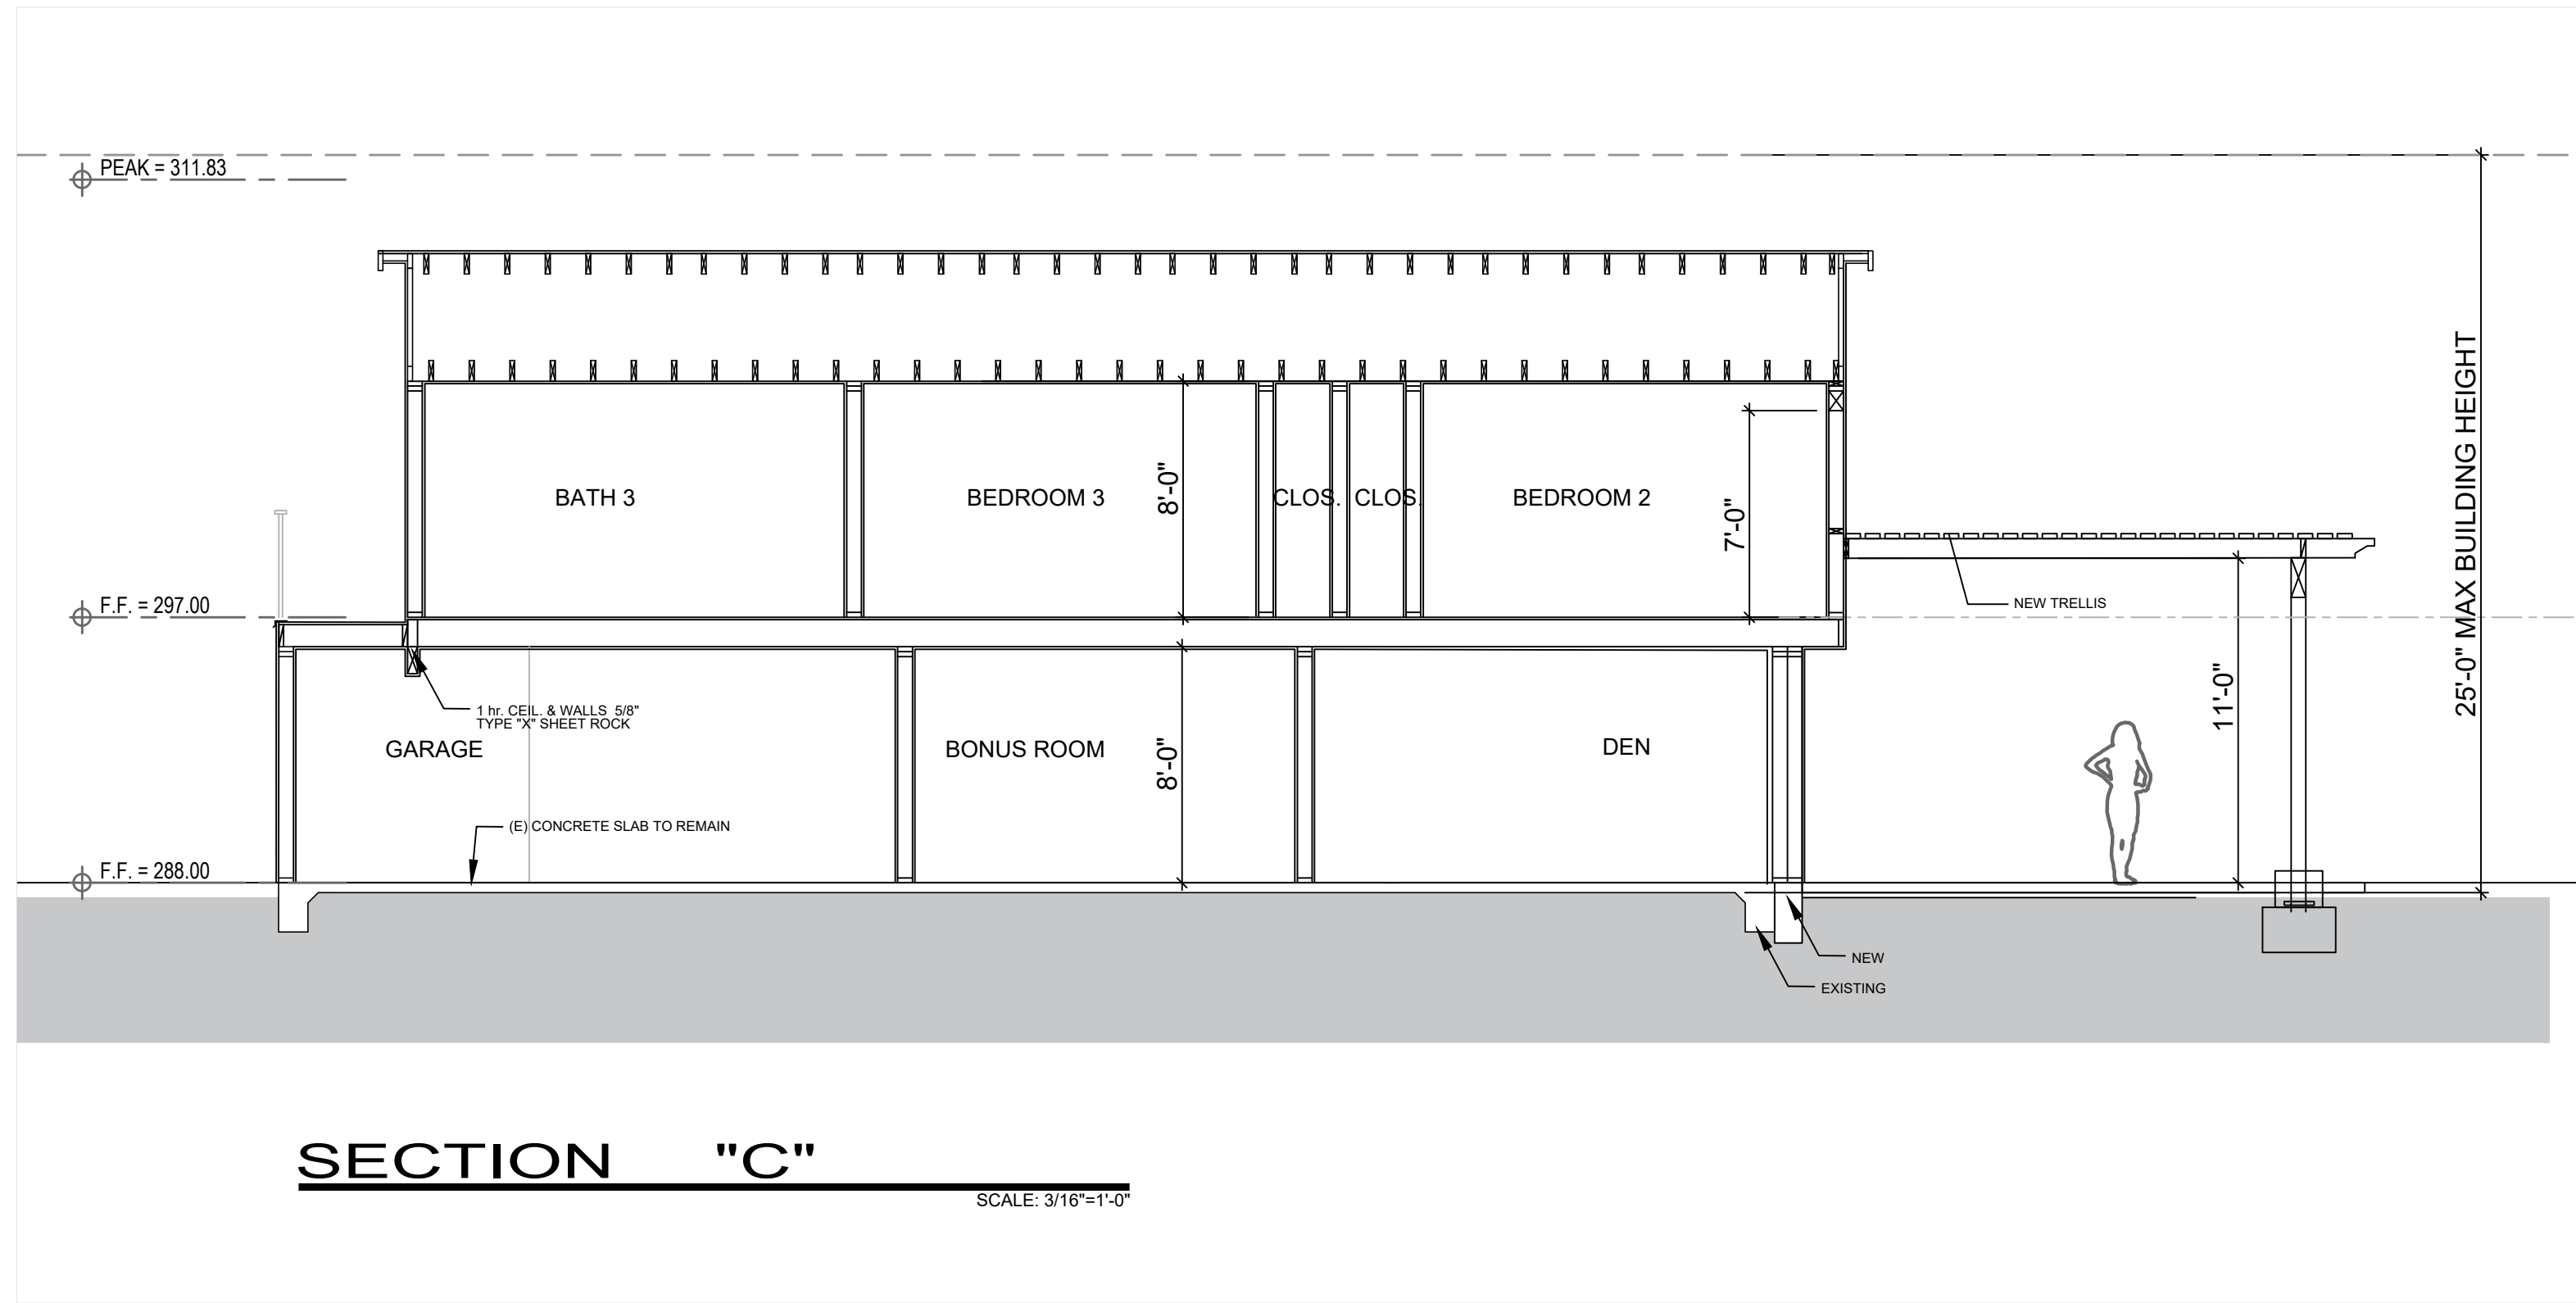 PEAK = 311.83
25'-0" MAX BUILDING HEIGHT
BATH 3
BEDROOM 3
8'-0"
CLOS.
CLOS.
BEDROOM 2
7'-0"
F.F. = 297.00
NEW TRELLIS
11'-0"
1 hr. CEIL. & WALLS 5/8"
TYPE "X" SHEET ROCK
GARAGE
BONUS ROOM
8'-0"
DEN
(E) CONCRETE SLAB TO REMAIN
F.F. = 288.00
NEW
EXISTING
SECTION "C"
SCALE: 3/16"=1'-0"